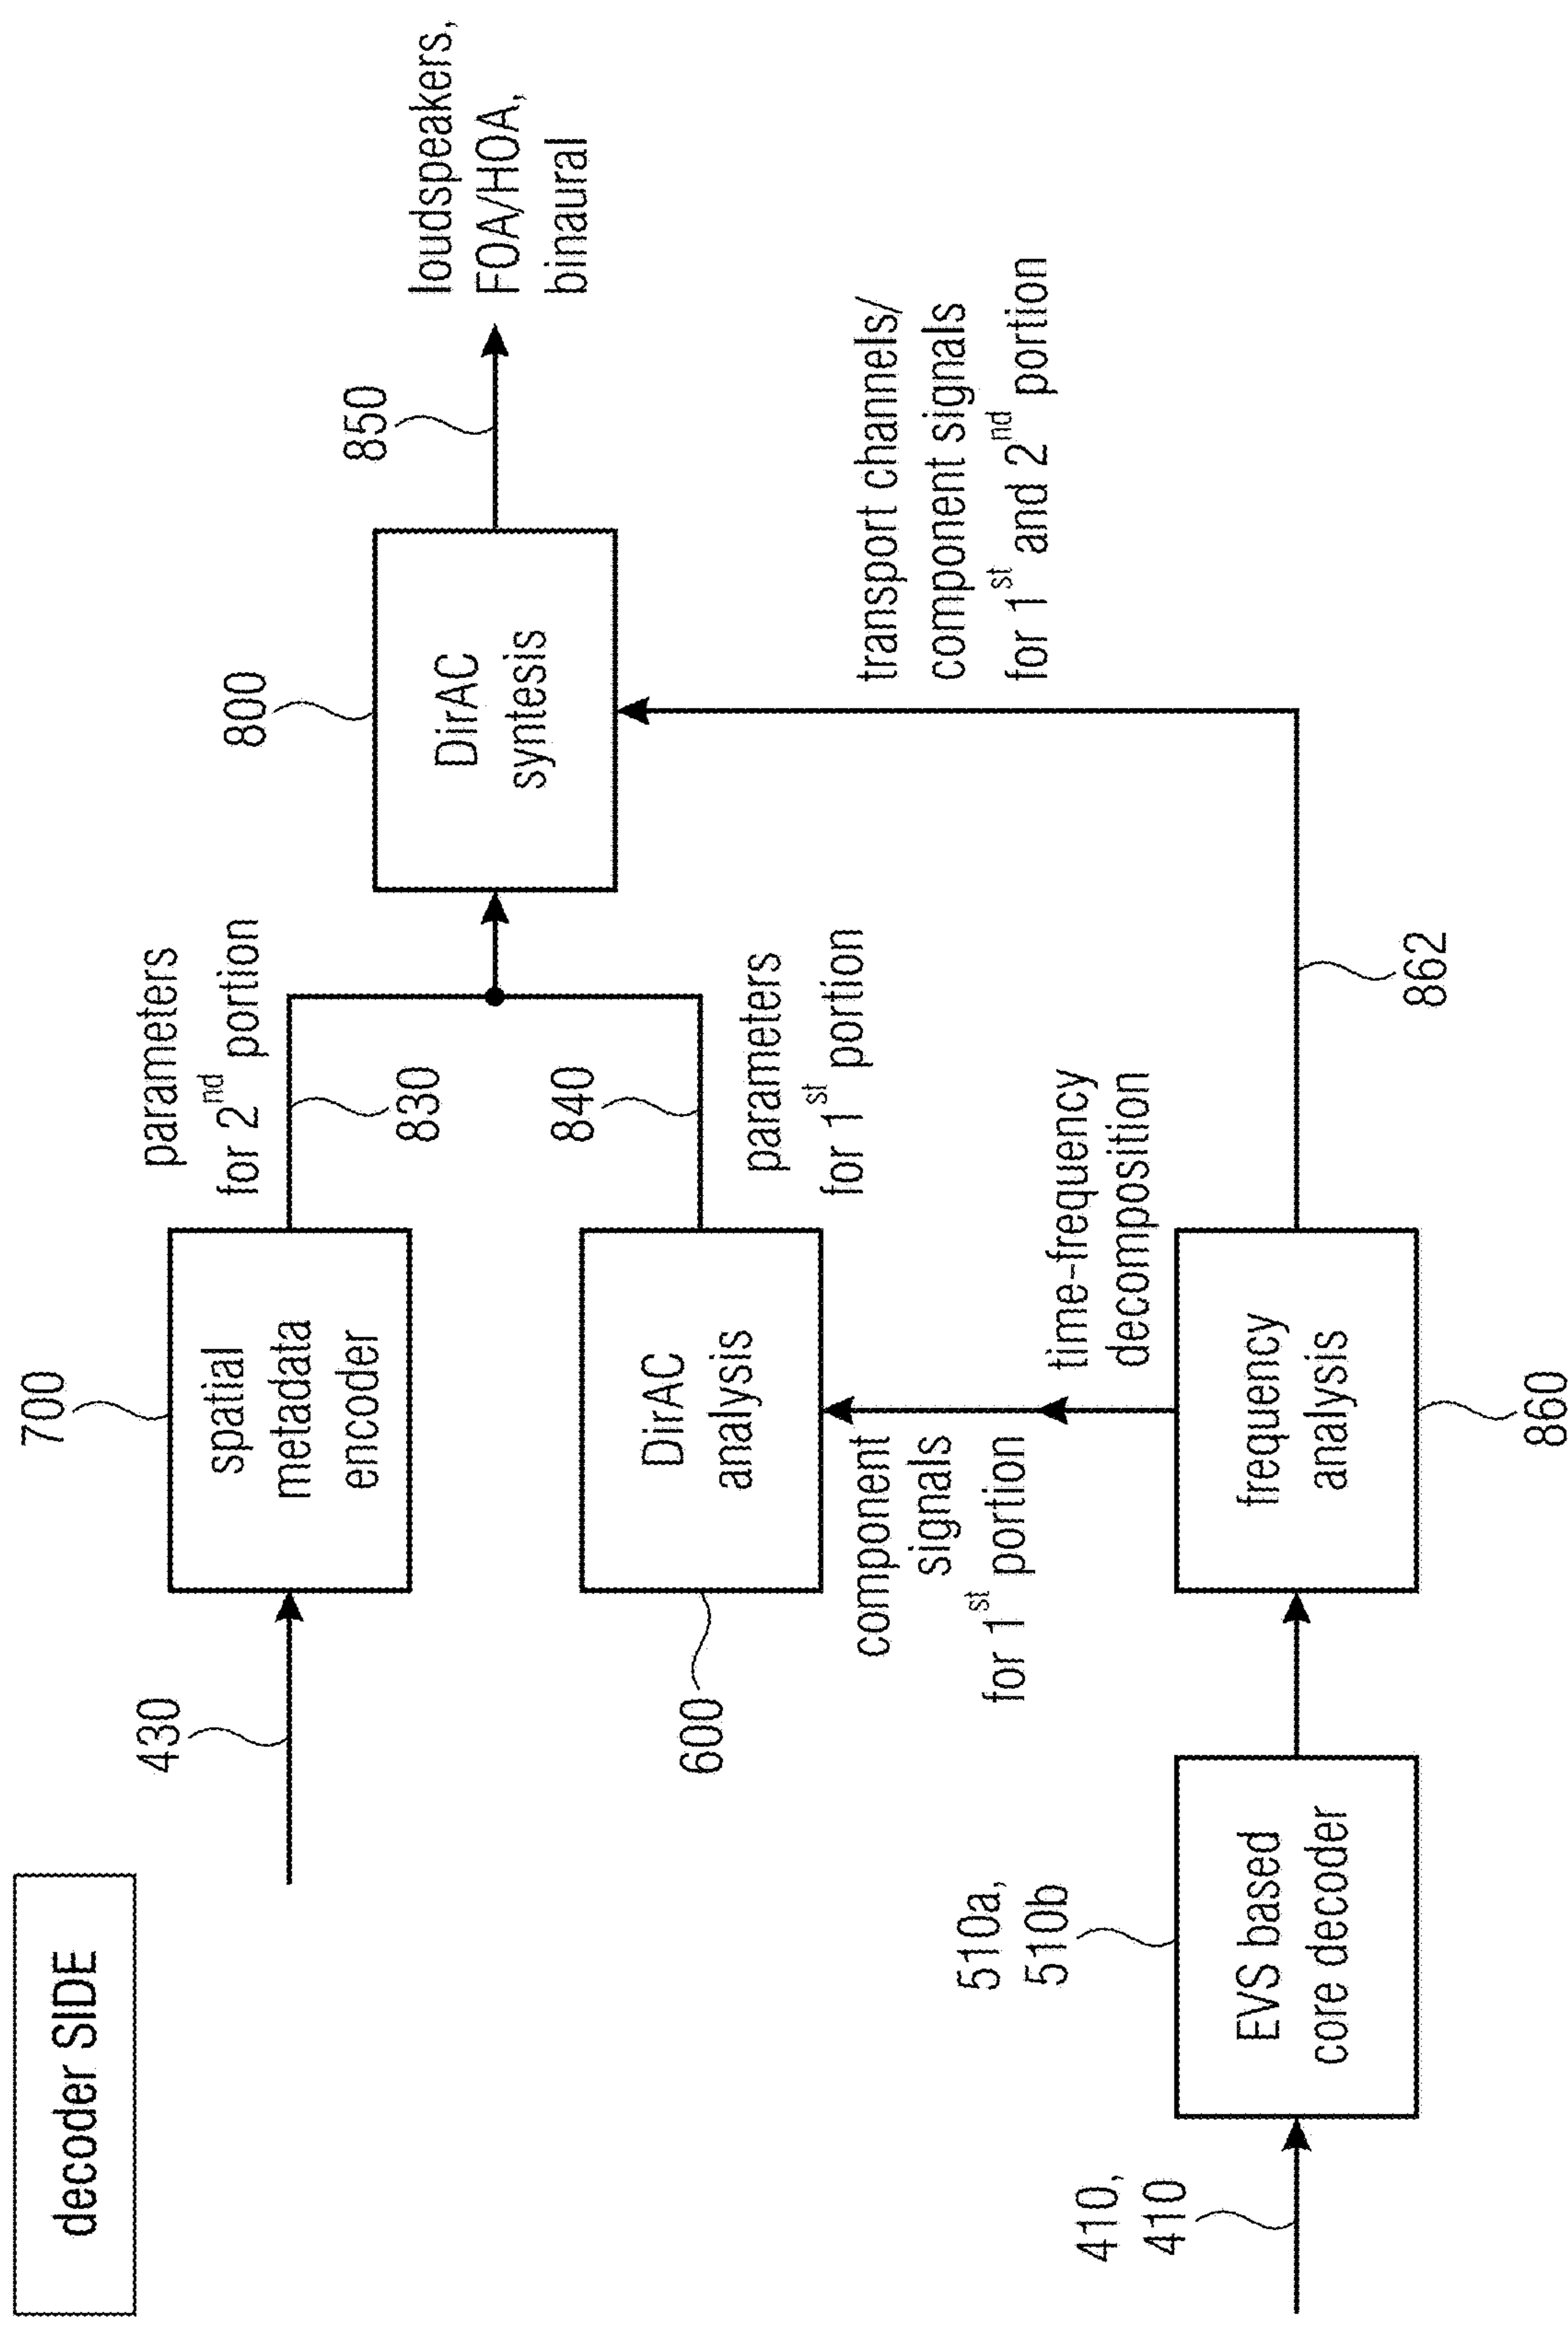 decoder SIDE
430
700
spatial
metadata
encoder
parameters
for 2nd portion
830
840
parameters
for 1st portion
600
DirAC
analysis
component
signals
for 1st portion
time-frequency
decomposition
800
DirAC
syntesis
850
loudspeakers,
FOA/HOA,
binaural
410,
410
510a,
510b
EVS based
core decoder
frequency
analysis
860
862
transport channels/
component signals
for 1st and 2nd portion